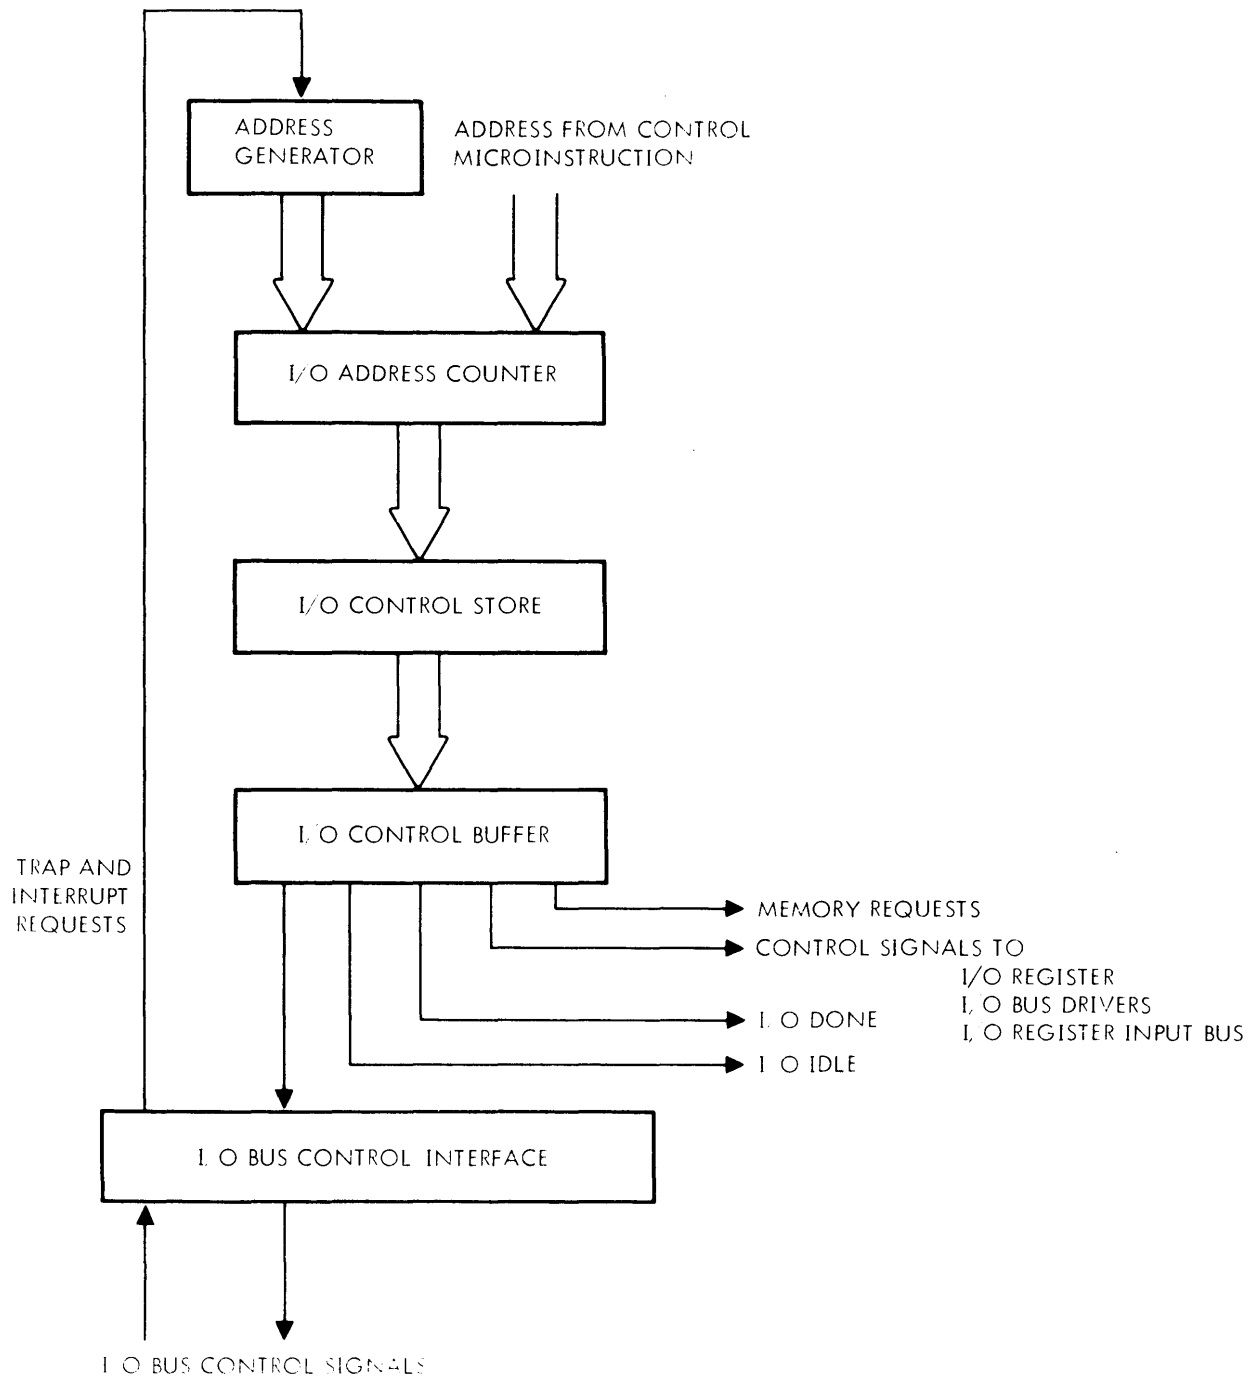 ADDRESS
GENERATOR
ADDRESS FROM CONTROL
MICROINSTRUCTION
I/O ADDRESS COUNTER
I/O CONTROL STORE
I/O CONTROL BUFFER
TRAP AND
INTERRUPT
REQUESTS
MEMORY REQUESTS
CONTROL SIGNALS TO
I/O REGISTER
I/O BUS DRIVERS
I/O REGISTER INPUT BUS
I/O DONE
I/O IDLE
I/O BUS CONTROL INTERFACE
I/O BUS CONTROL SIGNALS